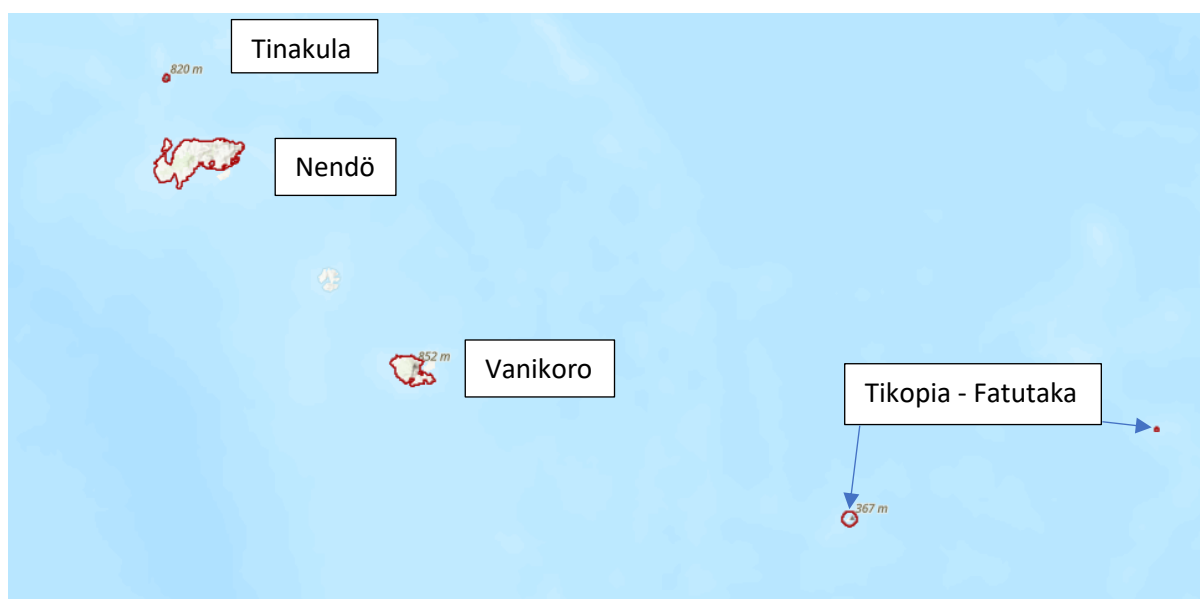 Tinakula
820 m
Nendö
852 m
Vanikoro
Tikopia - Fatutaka
367 m